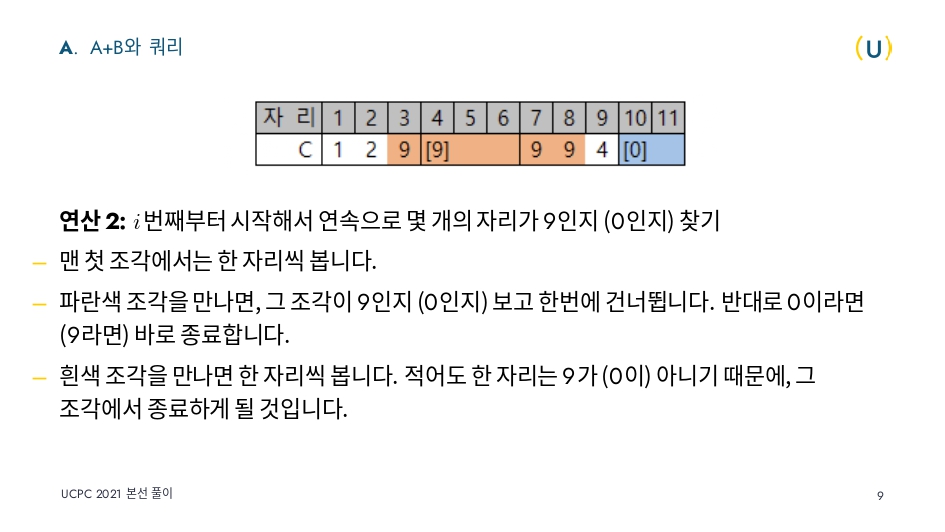 A. A+B와 쿼리
(U)
자 리 1 2 3 4 5 6 7 8 9 10 11
C 1 2 9 [9] 9 9 4 [0]
연산 2: i번째부터 시작해서 연속으로 몇 개의 자리가 9인지 (0인지) 찾기
– 맨 첫 조각에서는 한 자리씩 봅니다.
– 파란색 조각을 만나면, 그 조각이 9인지 (0인지) 보고 한번에 건너뜁니다. 반대로 0이라면
(9라면) 바로 종료합니다.
– 흰색 조각을 만나면 한 자리씩 봅니다. 적어도 한 자리는 9가 (0이) 아니기 때문에, 그
조각에서 종료하게 될 것입니다.
UCPC 2021 본선 풀이
9